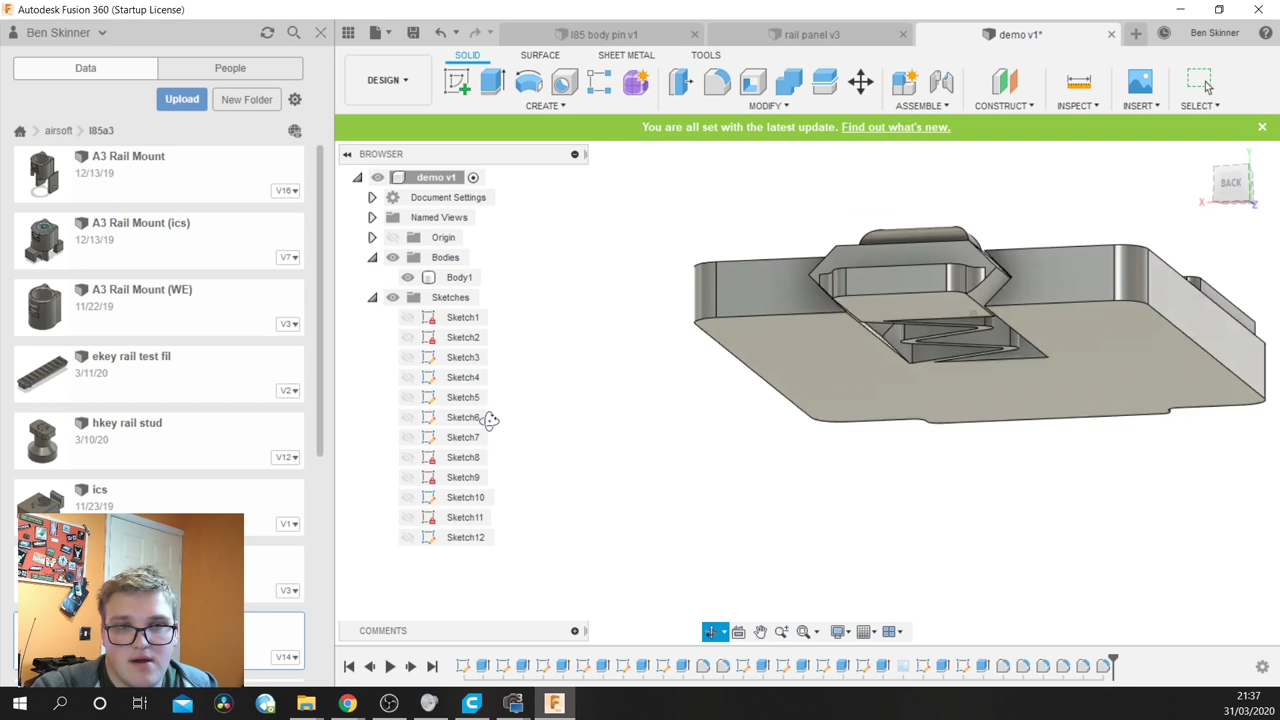 Autodesk Fusion 360 (Startup License)
Ben Skinner
l85 body pin v1
rail panel v3
demo v1*
Ben Skinner
Data
People
SOLID
SURFACE
SHEET METAL
TOOLS
DESIGN
Upload
New Folder
CREATE
MODIFY
ASSEMBLE
CONSTRUCT
INSPECT
INSERT
SELECT
airsoft
l85a3
You are all set with the latest update. Find out what's new.
BROWSER
A3 Rail Mount
12/13/19
V16
A3 Rail Mount (ics)
12/13/19
V7
A3 Rail Mount (WE)
11/22/19
V3
ekey rail test fil
3/11/20
V2
hkey rail stud
3/10/20
V12
ics
11/23/19
V1
V3
V14
demo v1
Document Settings
Named Views
Origin
Bodies
Body1
Sketches
Sketch1
Sketch2
Sketch3
Sketch4
Sketch5
Sketch6
Sketch7
Sketch8
Sketch9
Sketch10
Sketch11
Sketch12
Y
BACK
X
Z
COMMENTS
21:37
31/03/2020